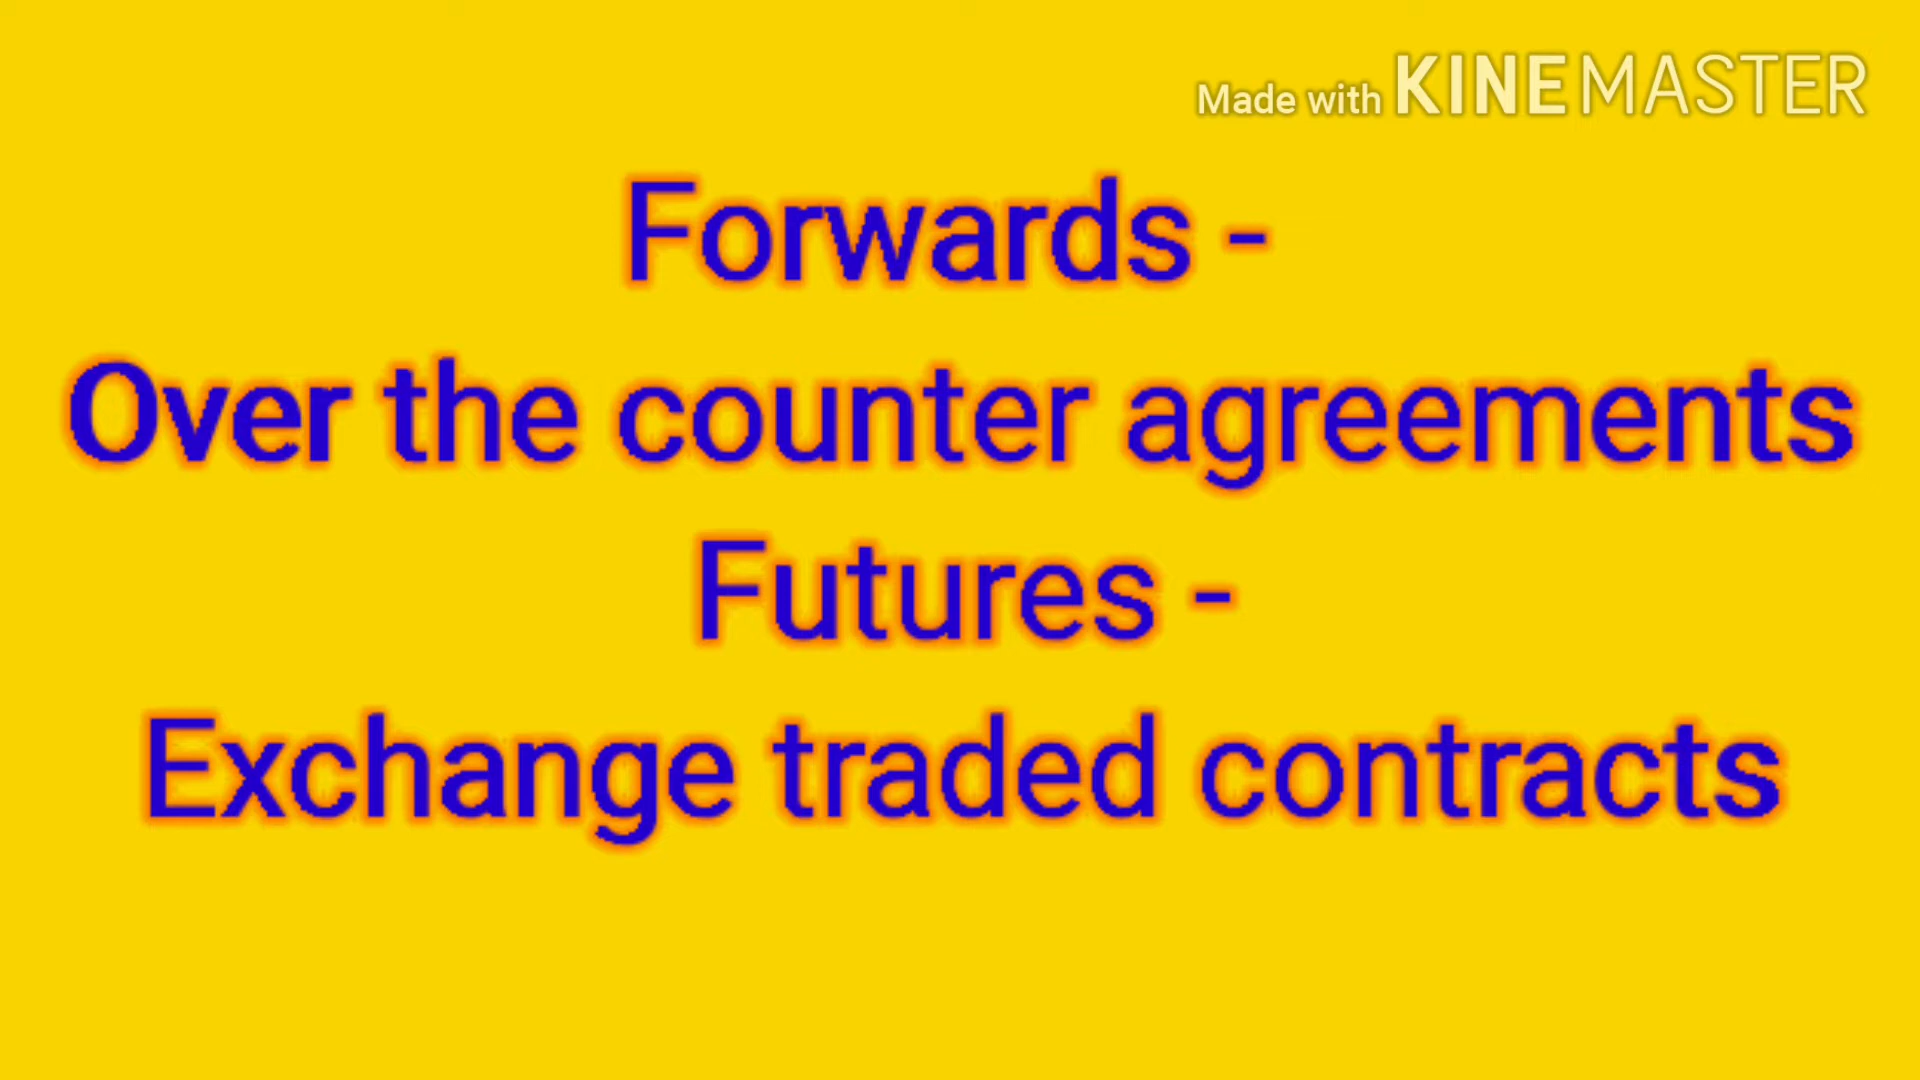 Made with KINEMASTER
Forwards -
Over the counter agreements
Futures -
Exchange traded contracts